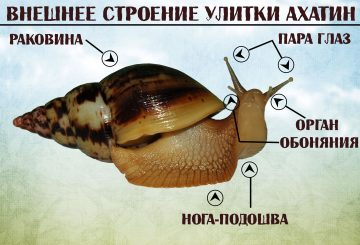 ВНЕШНЕЕ СТРОЕНИЕ УЛИТКИ АХАТИН
РАКОВИНА
ПАРА ГЛАЗ
ОРГАН
ОБОНЯНИЯ
НОГА-ПОДОШВА